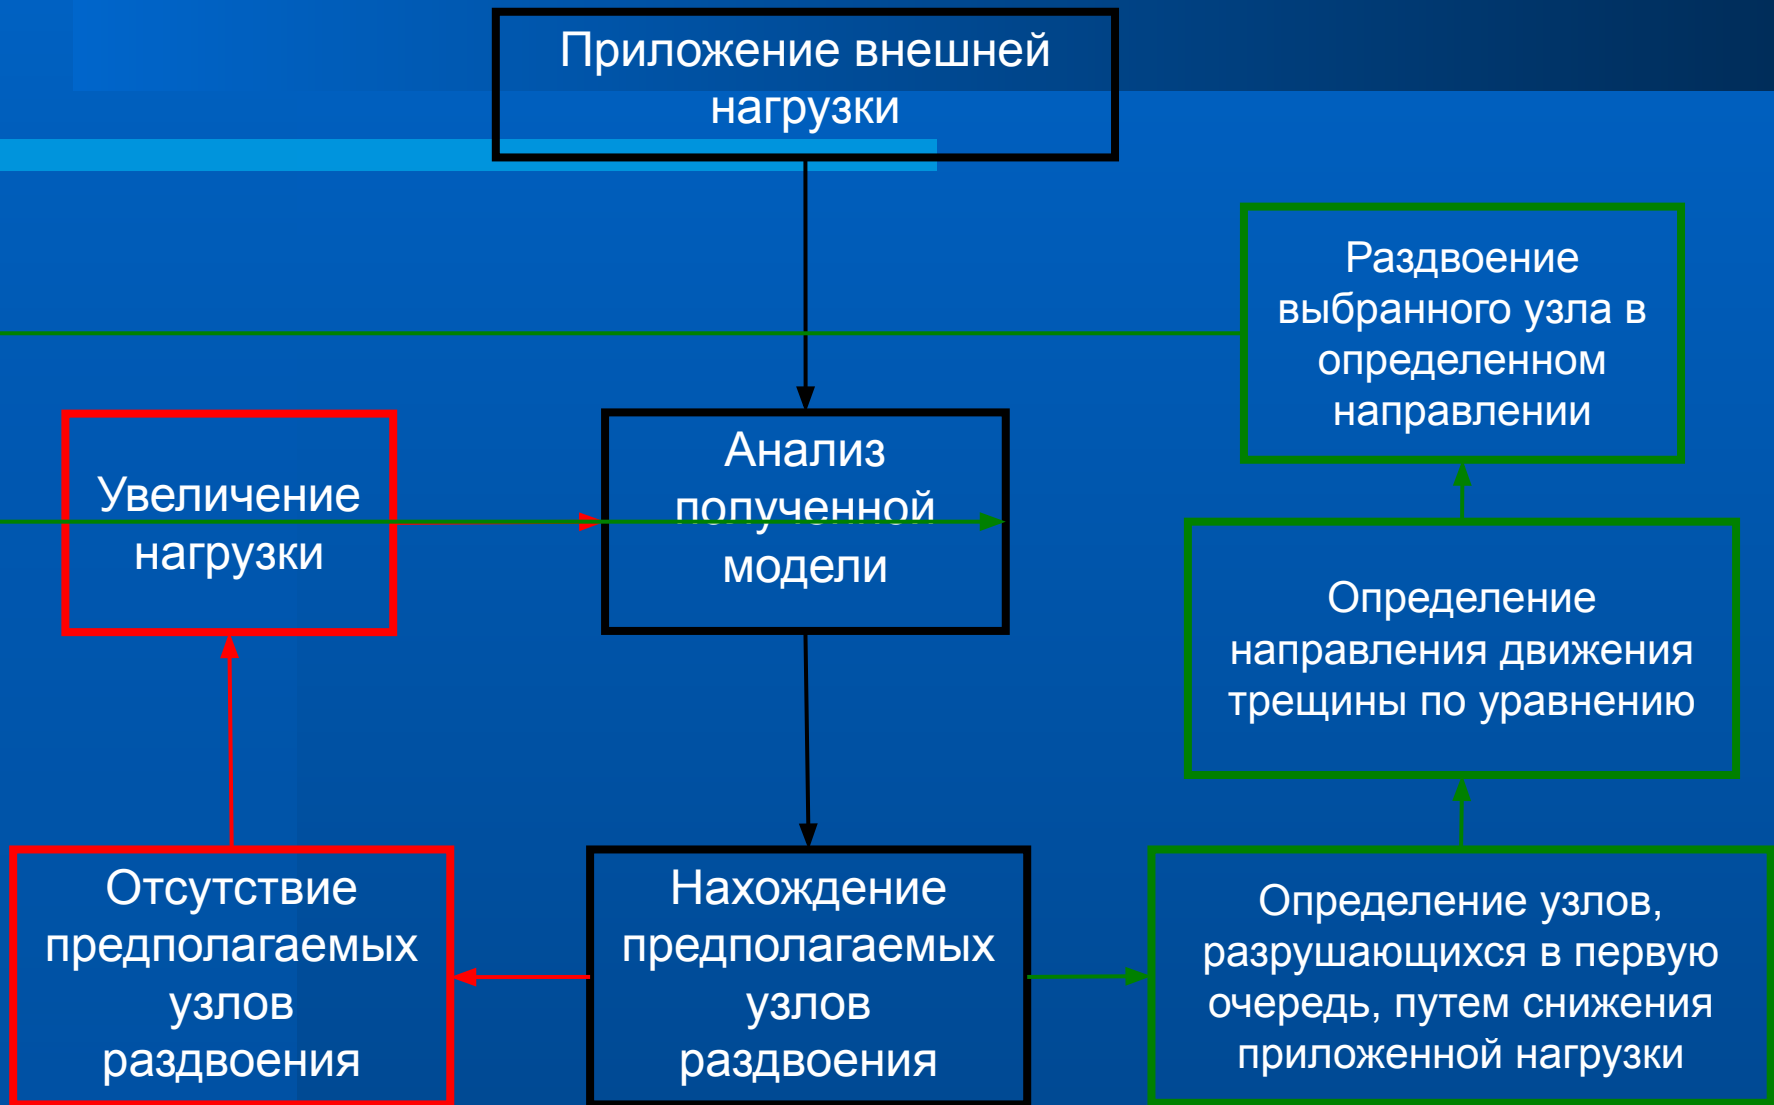 Приложение внешней
нагрузки
Раздвоение
выбранного узла в
определенном
направлении
Увеличение
нагрузки
Анализ
полученной
модели
Определение
направления движения
трещины по уравнению
Отсутствие
предполагаемых
узлов
раздвоения
Нахождение
предполагаемых
узлов
раздвоения
Определение узлов,
разрушающихся в первую
очередь, путем снижения
приложенной нагрузки